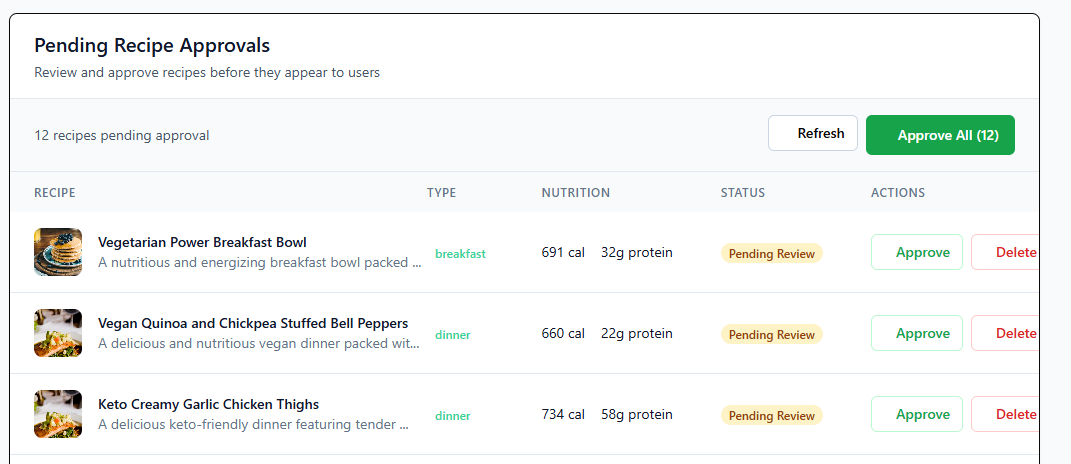 Pending Recipe Approvals
Review and approve recipes before they appear to users
12 recipes pending approval
Refresh
Approve All (12)
RECIPE TYPE NUTRITION STATUS ACTIONS
Vegetarian Power Breakfast Bowl
A nutritious and energizing breakfast bowl packed ...
breakfast
691 cal 32g protein
Pending Review
Approve
Delete
Vegan Quinoa and Chickpea Stuffed Bell Peppers
A delicious and nutritious vegan dinner packed wit...
dinner
660 cal 22g protein
Pending Review
Approve
Delete
Keto Creamy Garlic Chicken Thighs
A delicious keto-friendly dinner featuring tender ...
dinner
734 cal 58g protein
Pending Review
Approve
Delete